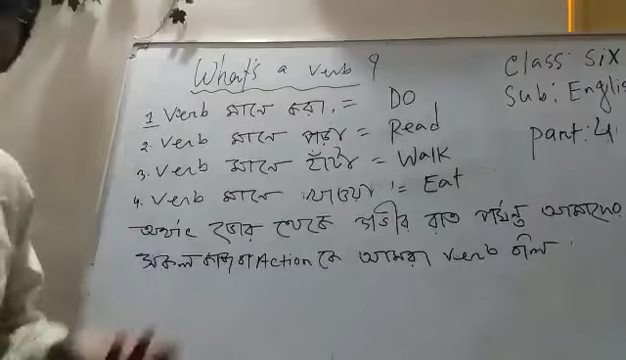 What's a verb ?
1 Verb মানে করা. = DO
2. Verb মানে পড়া = Read
3. Verb মানে হাঁটা = Walk
4. Verb মানে খাওয়া = Eat
অর্থাৎ ভোর থেকে গভীর রাত পর্যন্ত আমাদের
সকল কাজ বা Action কে আমরা Verb বলি
Class: Six
Sub: Englis
part: 4